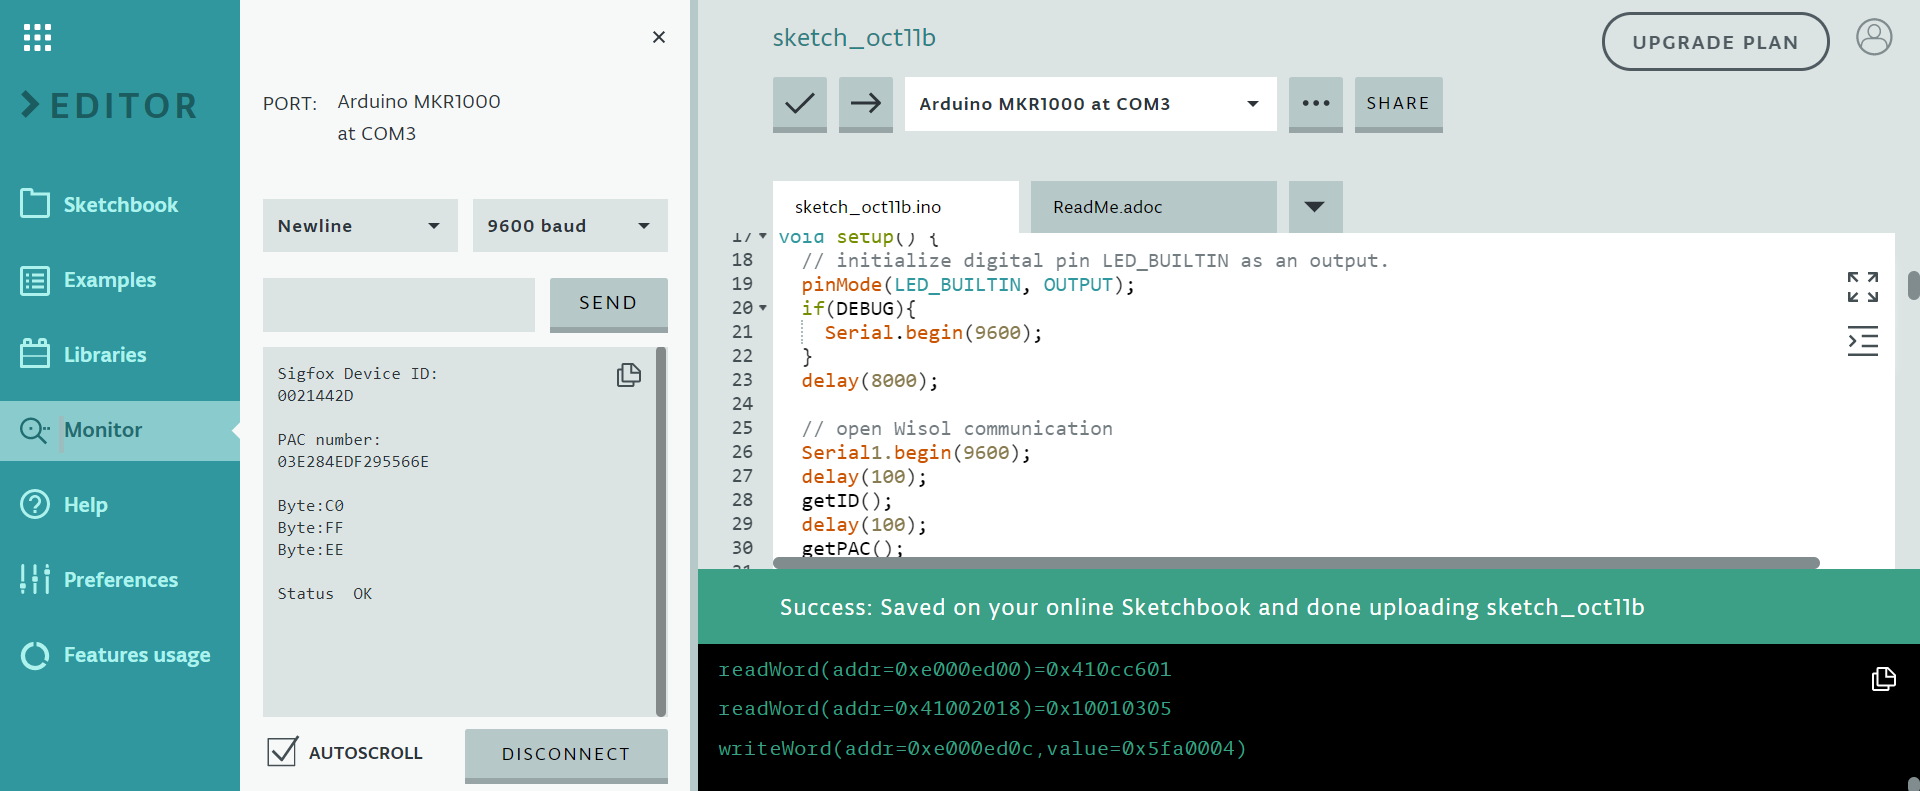 EDITOR
Sketchbook
Examples
Libraries
Monitor
Help
Preferences
Features usage
PORT: Arduino MKR1000
at COM3
Newline 9600 baud
SEND
Sigfox Device ID:
0021442D
PAC number:
03E284EDF295566E
Byte:C0
Byte:FF
Byte:EE
Status  OK
AUTOSCROLL DISCONNECT
sketch_oct11b
UPGRADE PLAN
Arduino MKR1000 at COM3
SHARE
sketch_oct11b.ino ReadMe.adoc
17 void setup() {
18 // initialize digital pin LED_BUILTIN as an output.
19 pinMode(LED_BUILTIN, OUTPUT);
20 if(DEBUG){
21 Serial.begin(9600);
22 }
23 delay(8000);
24
25 // open Wisol communication
26 Serial1.begin(9600);
27 delay(100);
28 getID();
29 delay(100);
30 getPAC();
31
Success: Saved on your online Sketchbook and done uploading sketch_oct11b
readWord(addr=0xe000ed00)=0x410cc601
readWord(addr=0x41002018)=0x10010305
writeWord(addr=0xe000ed0c,value=0x5fa0004)